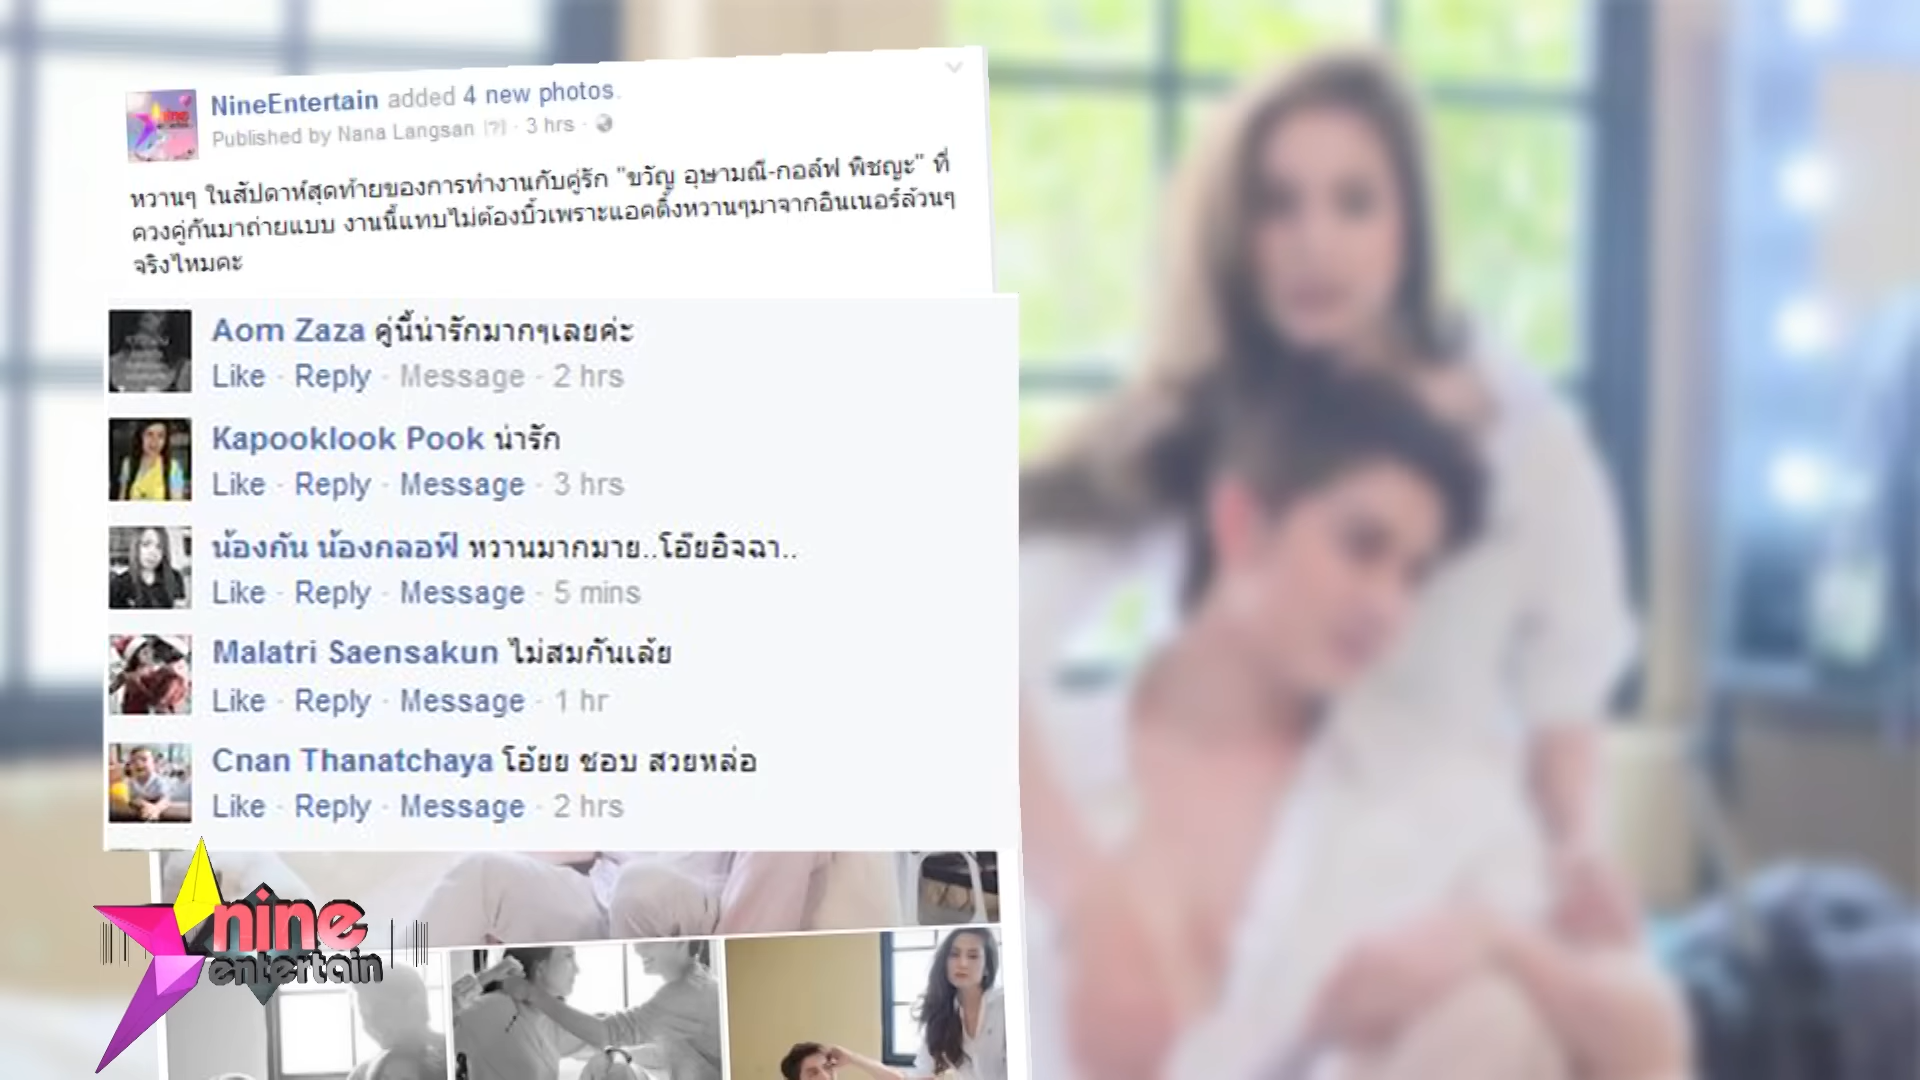 NineEntertain added 4 new photos.
Published by Nana Langsan [?] · 3 hrs ·
หวานๆ ในสัปดาห์สุดท้ายของการทำงานกับคู่รัก "ขวัญ อุษามณี-กอล์ฟ พิชญะ" ที่
ควงคู่กันมาถ่ายแบบ งานนี้แทบไม่ต้องบิ้วเพราะแอคติ้งหวานๆมาจากอินเนอร์ล้วนๆ
จริงไหมคะ
Aom Zaza คู่นี้น่ารักมากๆเลยค่ะ
Like · Reply · Message · 2 hrs
Kapooklook Pook น่ารัก
Like · Reply · Message · 3 hrs
น้องกัน น้องกลอฟ์ หวานมากมาย..โอ๊ยอิจฉา..
Like · Reply · Message · 5 mins
Malatri Saensakun ไม่สมกันเล้ย
Like · Reply · Message · 1 hr
Cnan Thanatchaya โอ้ยย ชอบ สวยหล่อ
Like · Reply · Message · 2 hrs
nine
entertain